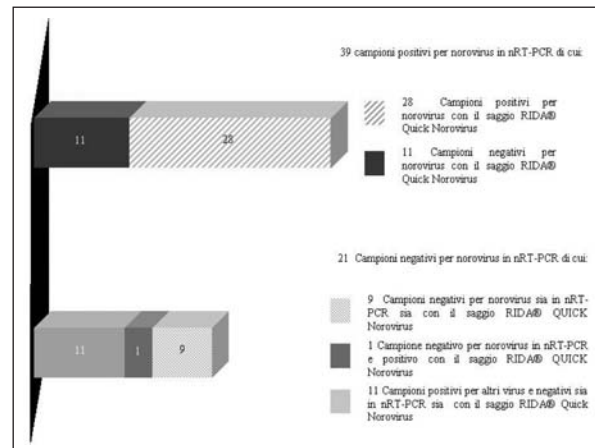 39 campioni positivi per norovirus in nRT-PCR di cui:
28 Campioni positivi per
norovirus con il saggio RIDA®
Quick Norovirus
11 Campioni negativi per
norovirus con il saggio RIDA®
Quick Norovirus
11
28
21 Campioni negativi per norovirus in nRT-PCR di cui:
9 Campioni negativi per norovirus sia in nRT-
PCR sia con il saggio RIDA® QUICK
Norovirus
1 Campione negativo per norovirus in nRT-PCR
e positivo con il saggio RIDA® QUICK
Norovirus
11 Campioni positivi per altri virus e negativi sia
in nRT-PCR sia con il saggio RIDA® Quick
Norovirus
11
1
9